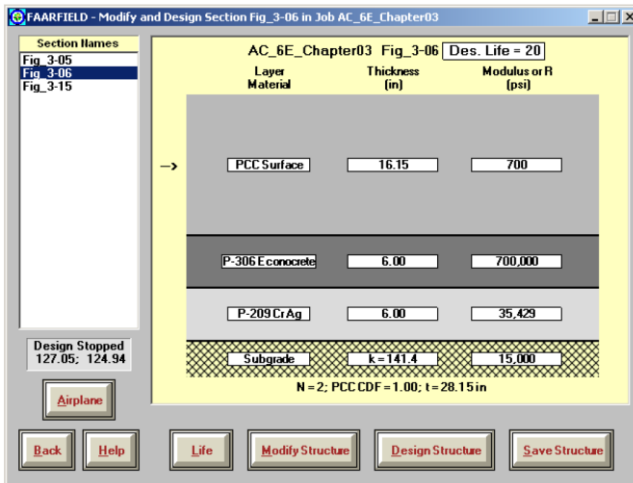 FAARFIELD - Modify and Design Section Fig_3-06 in Job AC_6E_Chapter03
Section Names
Fig_3-05
Fig_3-06
Fig_3-15
AC_6E_Chapter03 Fig_3-06 Des. Life = 20
Layer Material Thickness (in) Modulus or R (psi)
--> PCC Surface 16.15 700
P-306 Econocrete 6.00 700,000
P-209 Cr Ag 6.00 35,429
Subgrade k = 141.4 15,000
N = 2; PCC CDF = 1.00; t = 28.15 in
Design Stopped
127.05; 124.94
Airplane
Back Help Life Modify Structure Design Structure Save Structure